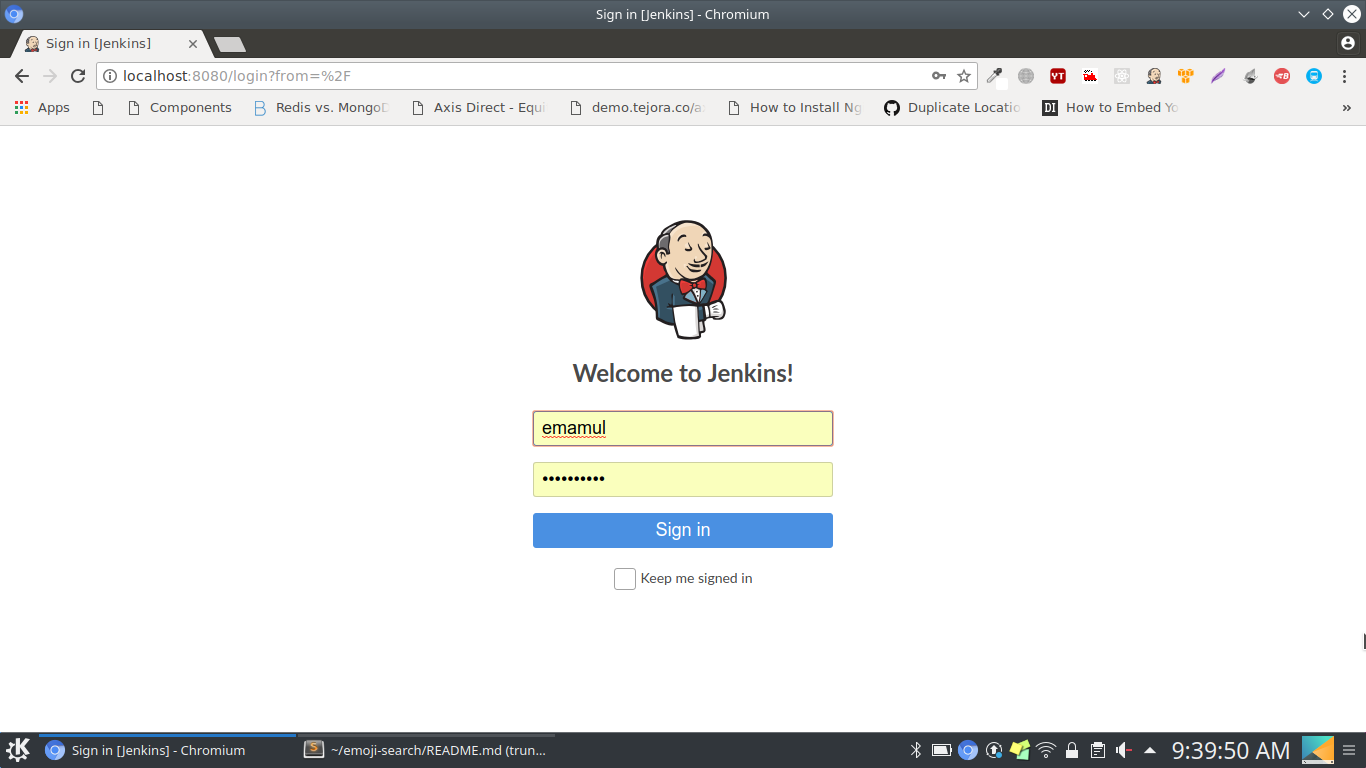 Sign in [Jenkins] - Chromium
Sign in [Jenkins]
localhost:8080/login?from=%2F
YT
Apps
Components
Redis vs. MongoD
Axis Direct - Equi
demo.tejora.co/a
How to Install Ng
Duplicate Locatio
DI
How to Embed Yo
»
Welcome to Jenkins!
emamul
••••••••••
Sign in
Keep me signed in
Sign in [Jenkins] - Chromium
~/emoji-search/README.md (trun...
9:39:50 AM